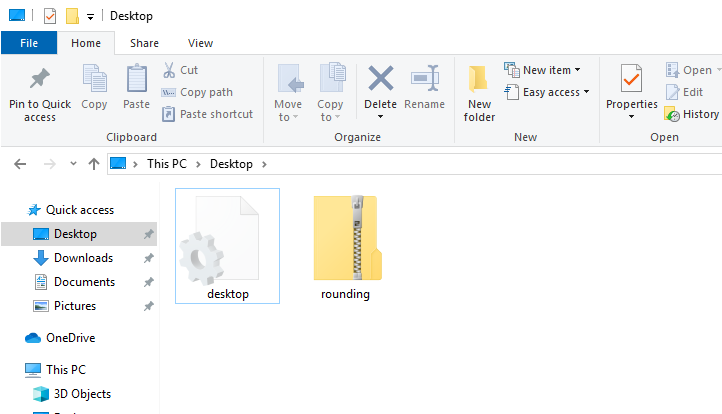 Desktop
File Home Share View
Pin to Quick access
Copy
Paste
Cut
Copy path
Paste shortcut
Clipboard
Move to
Copy to
Delete
Rename
Organize
New folder
New item
Easy access
New
Properties
Open
Edit
History
Open
This PC > Desktop >
Quick access
Desktop
Downloads
Documents
Pictures
OneDrive
This PC
3D Objects
desktop
rounding